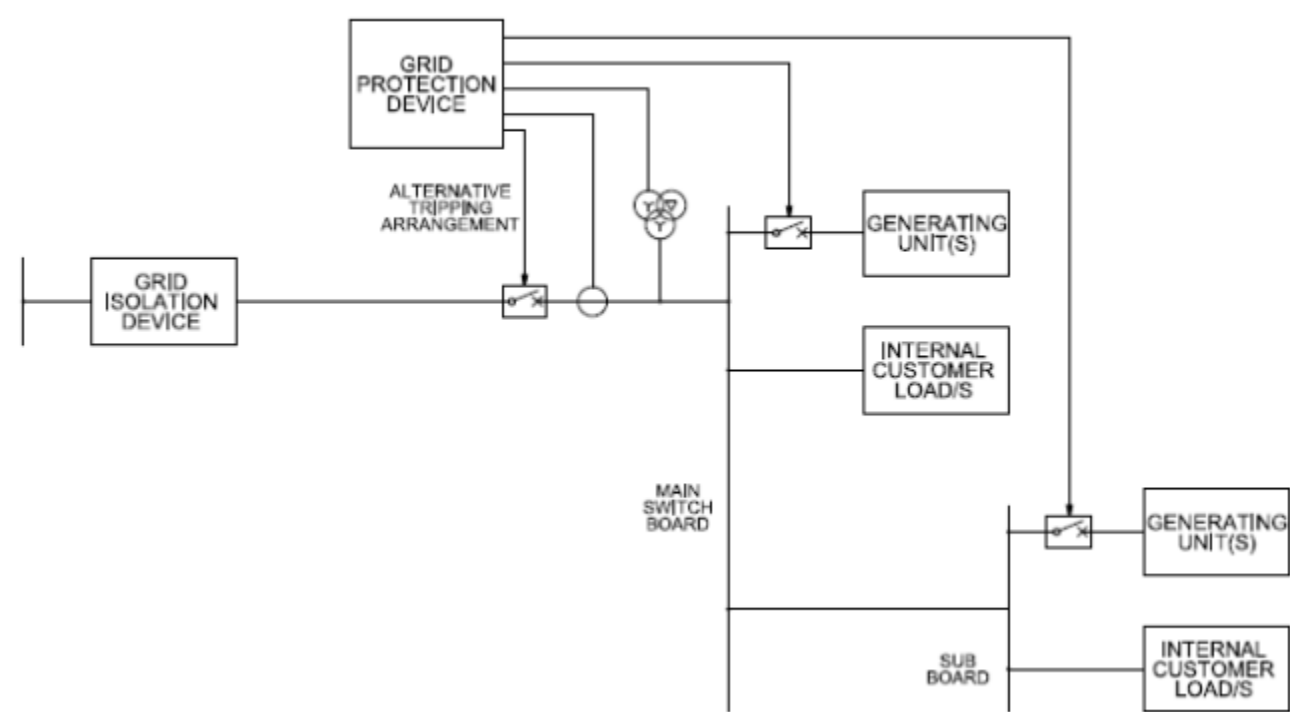 GRID
PROTECTION
DEVICE
ALTERNATIVE
TRIPPING
ARRANGEMENT
GRID
ISOLATION
DEVICE
GENERATING
UNIT(S)
INTERNAL
CUSTOMER
LOAD/S
MAIN
SWITCH
BOARD
GENERATING
UNIT(S)
SUB
BOARD
INTERNAL
CUSTOMER
LOAD/S